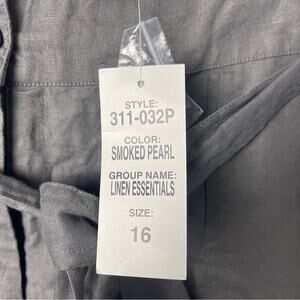 STYLE:
311-032P
COLOR:
SMOKED PEARL
GROUP NAME:
LINEN ESSENTIALS
SIZE:
16